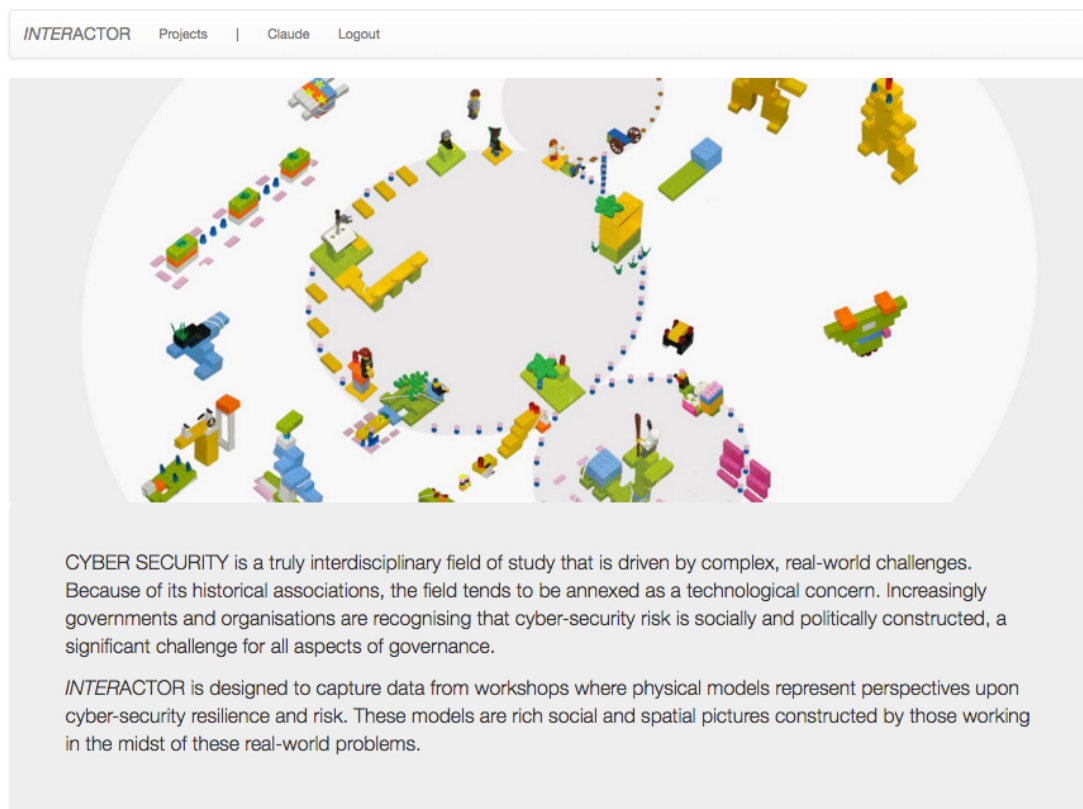 INTERACTOR Projects | Claude Logout
CYBER SECURITY is a truly interdisciplinary field of study that is driven by complex, real-world challenges.
Because of its historical associations, the field tends to be annexed as a technological concern. Increasingly
governments and organisations are recognising that cyber-security risk is socially and politically constructed, a
significant challenge for all aspects of governance.
INTERACTOR is designed to capture data from workshops where physical models represent perspectives upon
cyber-security resilience and risk. These models are rich social and spatial pictures constructed by those working
in the midst of these real-world problems.